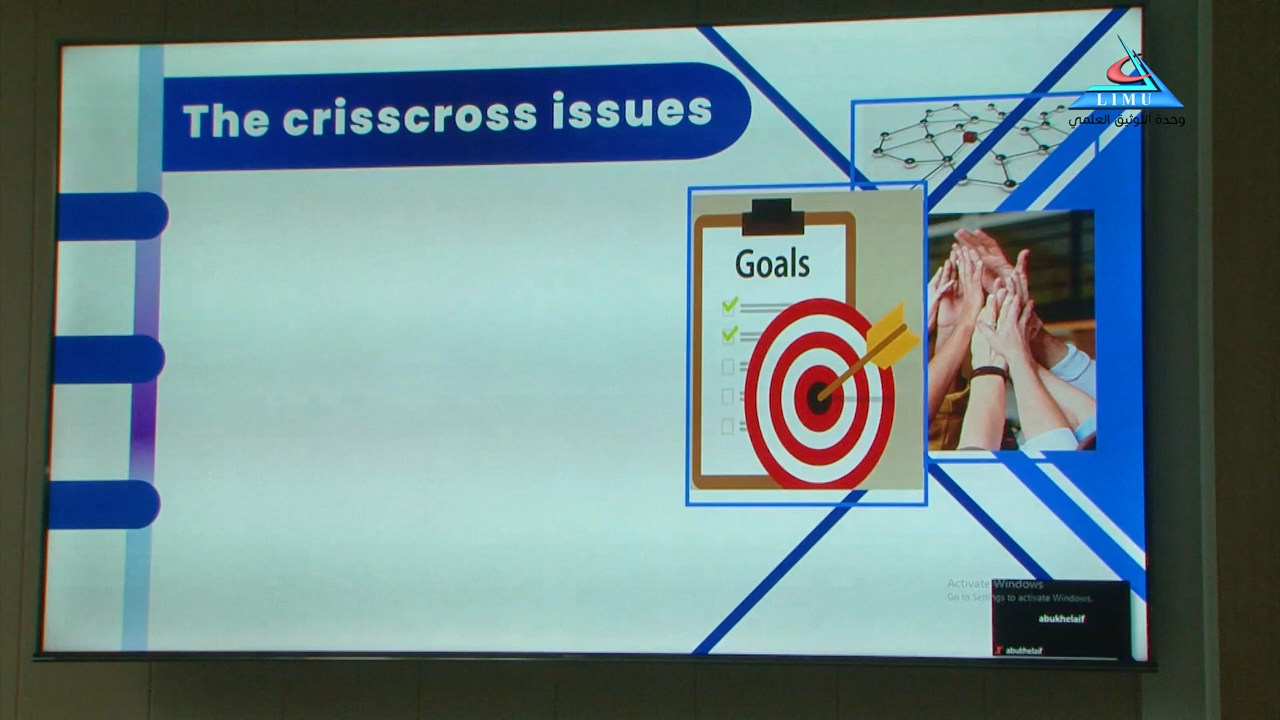 The crisscross issues
LIMU
وحدة التوثيق العلمي
Goals
Activate Windows
Go to Settings to activate Windows.
abukhelaif
abukhelaif